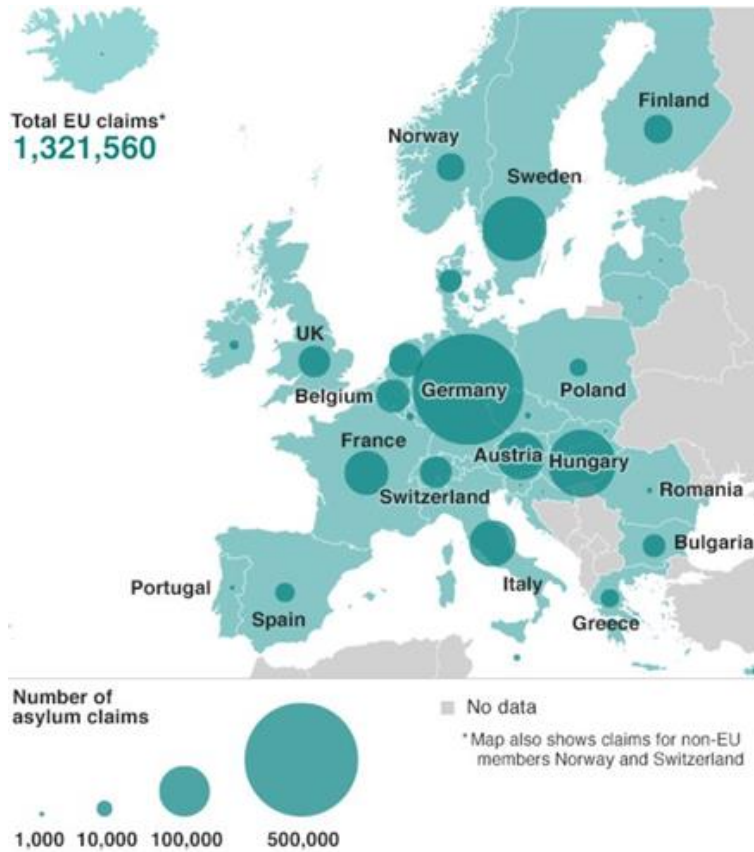 Total EU claims*
1,321,560
Finland
Norway
Sweden
UK
Belgium
Germany
Poland
France
Austria
Hungary
Switzerland
Romania
Bulgaria
Portugal
Spain
Italy
Greece
Number of
asylum claims
No data
*Map also shows claims for non-EU
members Norway and Switzerland
1,000 10,000 100,000 500,000